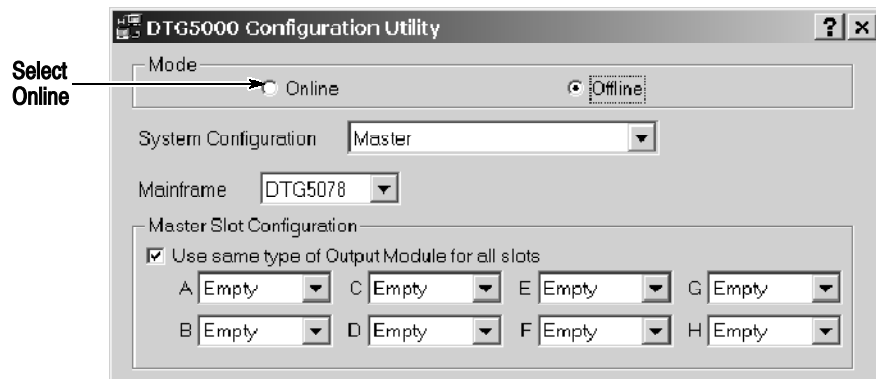 DTG5000 Configuration Utility
Select
Online
Mode
Online
Offline
System Configuration Master
Mainframe DTG5078
Master Slot Configuration
Use same type of Output Module for all slots
A Empty C Empty E Empty G Empty
B Empty D Empty F Empty H Empty